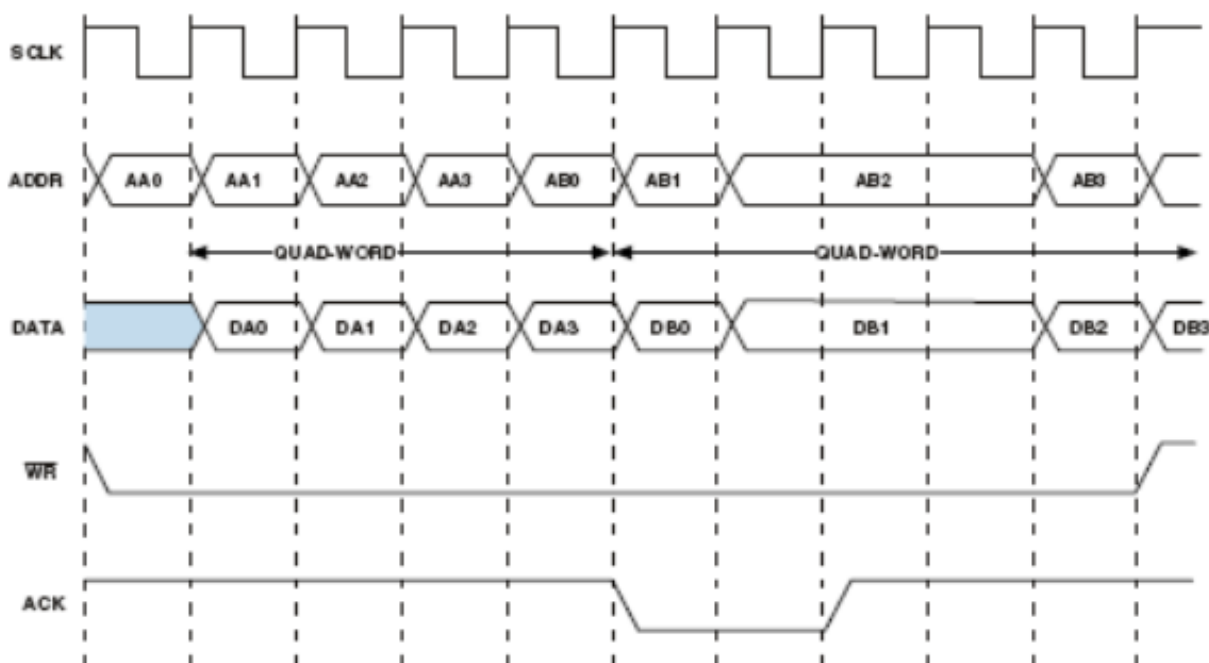 SCLK
ADDR AA0 AA1 AA2 AA3 AB0 AB1 AB2 AB3
QUAD-WORD QUAD-WORD
DATA DA0 DA1 DA2 DA3 DB0 DB1 DB2 DB3
WR
ACK